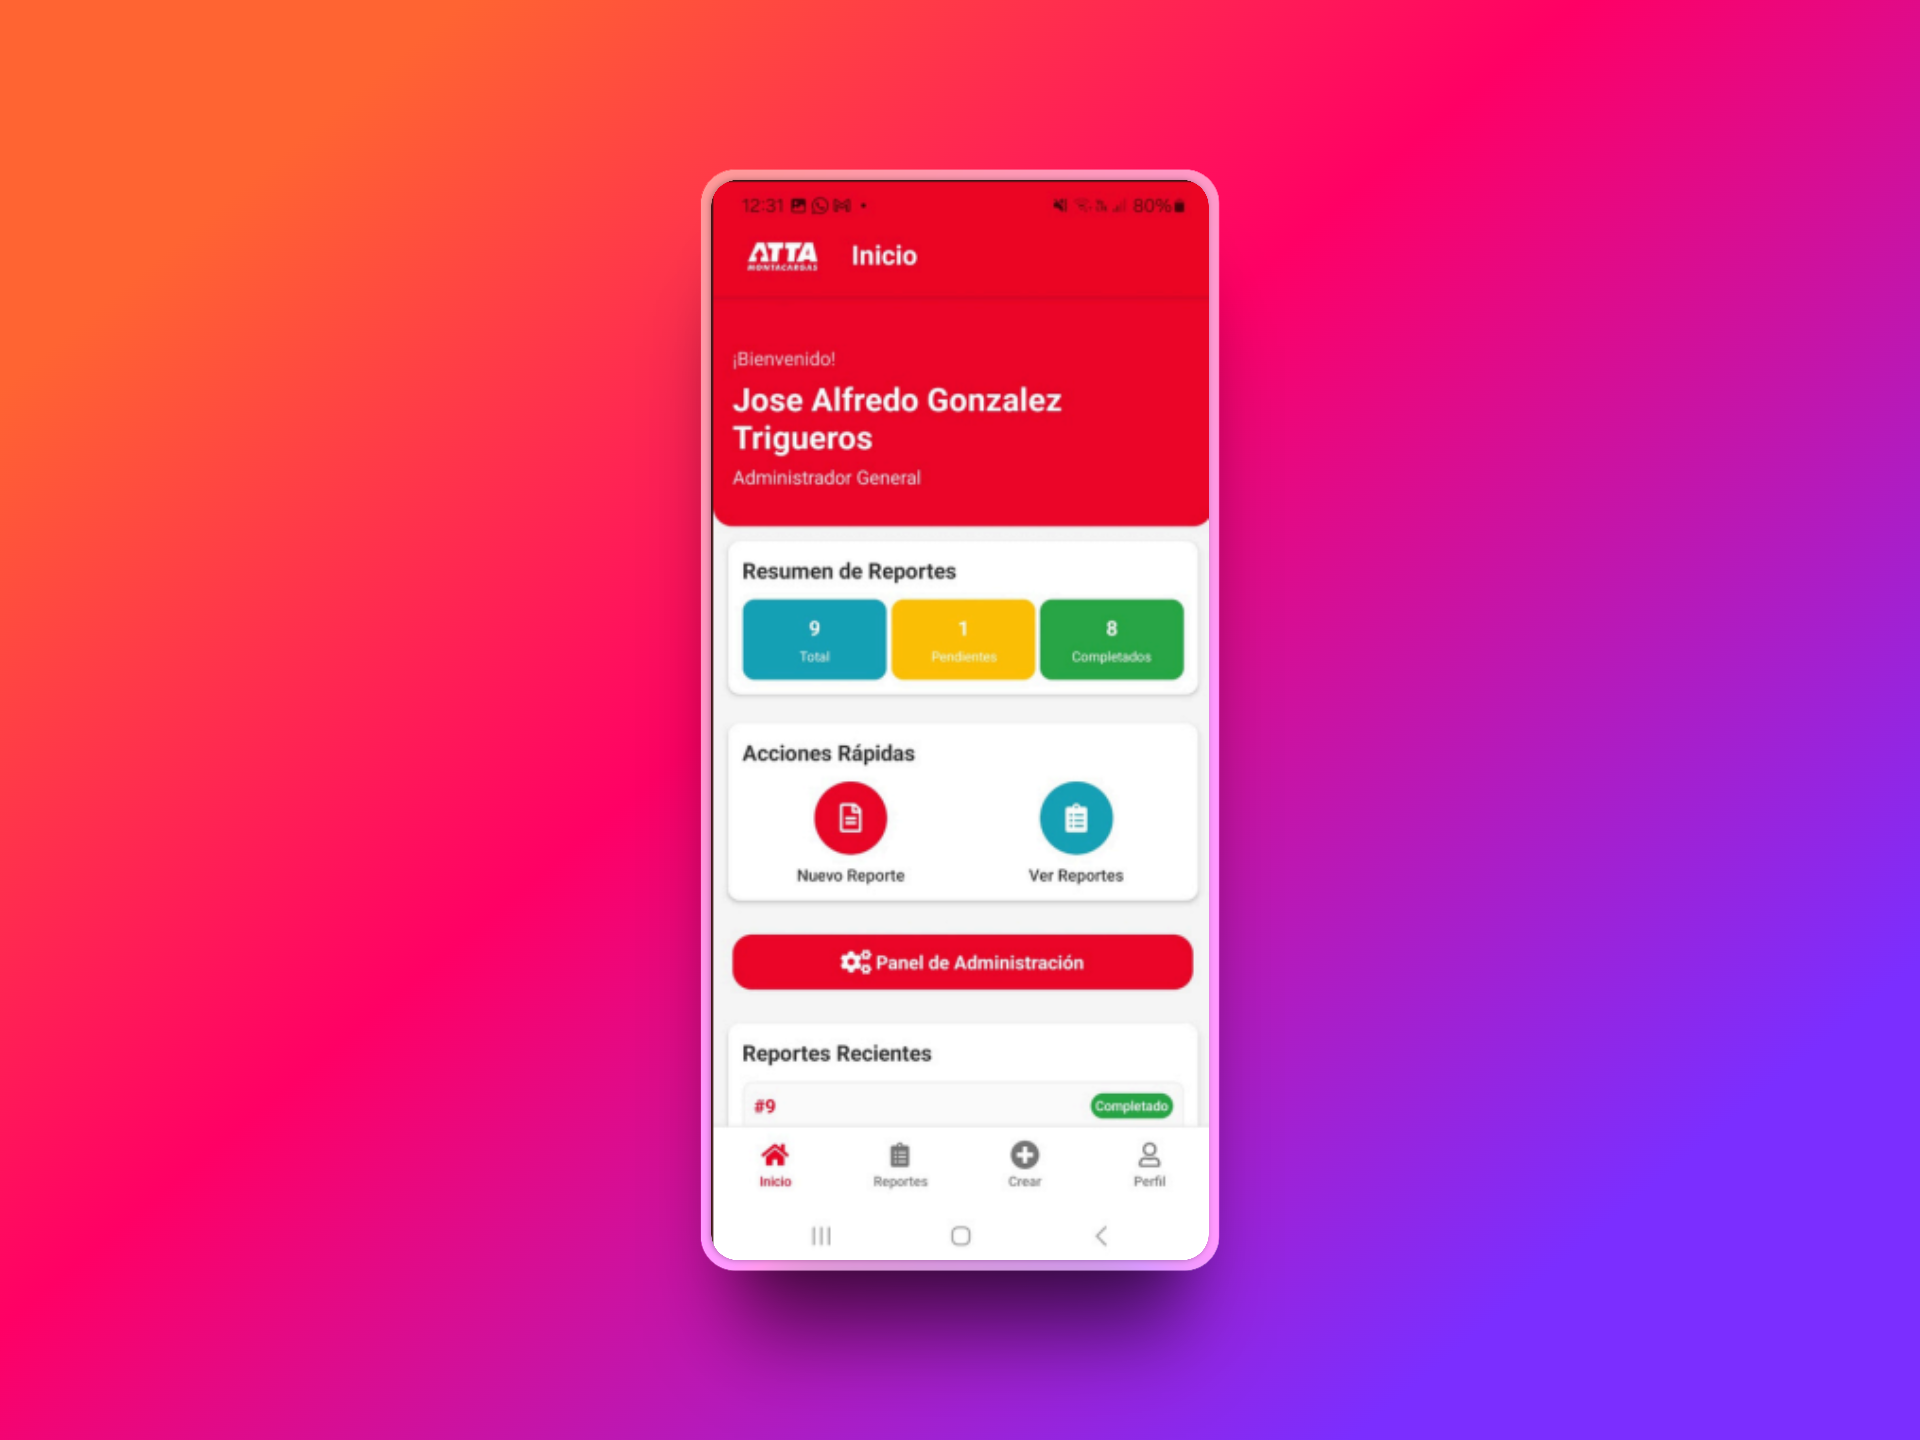 12:31
80%
ATTA
MONTACARGAS
Inicio
¡Bienvenido!
Jose Alfredo Gonzalez
Trigueros
Administrador General
Resumen de Reportes
9
Total
1
Pendientes
8
Completados
Acciones Rápidas
Nuevo Reporte
Ver Reportes
Panel de Administración
Reportes Recientes
#9
Completado
Inicio
Reportes
Crear
Perfil